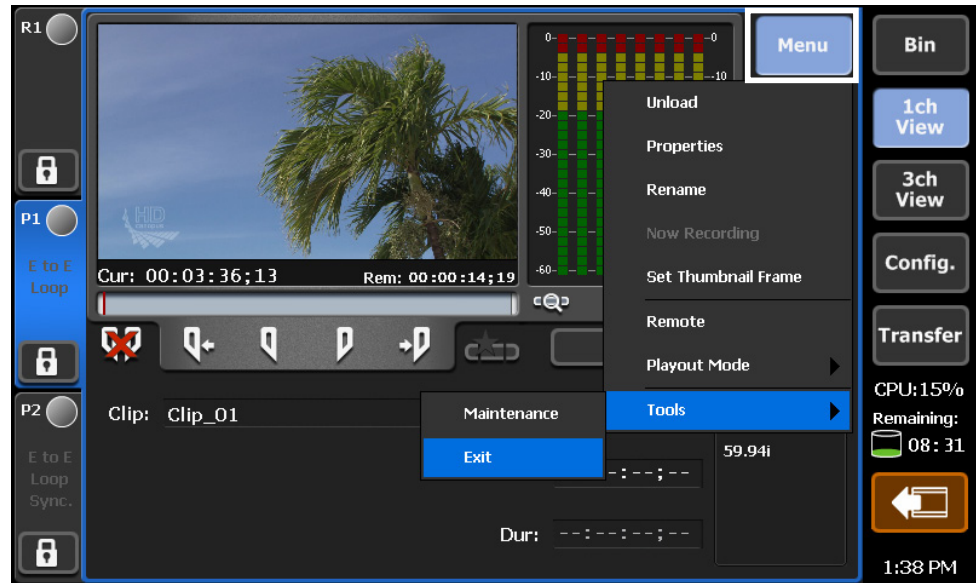 R1
P1
E to E
Loop
P2
E to E
Loop
Sync.
HD
Cur: 00:03:36;13
Rem: 00:00:14;19
0- -0
-10- -10
-20-
-30-
-40-
-50-
-60-
Clip: Clip_01
59.94i
-:--;--
Dur: --:--:--;--
Menu
Unload
Properties
Rename
Now Recording
Set Thumbnail Frame
Remote
Playout Mode
Tools
Maintenance
Exit
Bin
1ch
View
3ch
View
Config.
Transfer
CPU:15%
Remaining:
08:31
1:38 PM